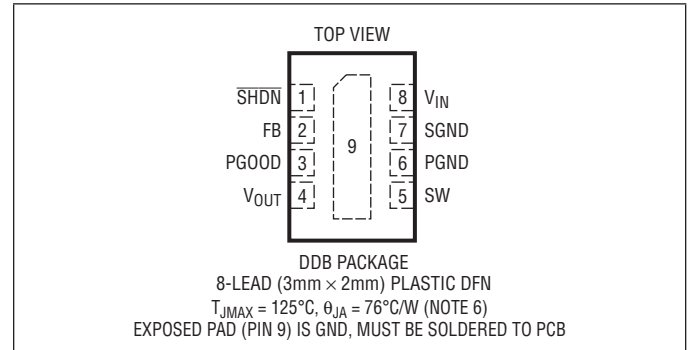 TOP VIEW
SHDN 1
FB 2
PGOOD 3
VOUT 4
9
8 VIN
7 SGND
6 PGND
5 SW
DDB PACKAGE
8-LEAD (3mm × 2mm) PLASTIC DFN
TJMAX = 125°C, θJA = 76°C/W (NOTE 6)
EXPOSED PAD (PIN 9) IS GND, MUST BE SOLDERED TO PCB